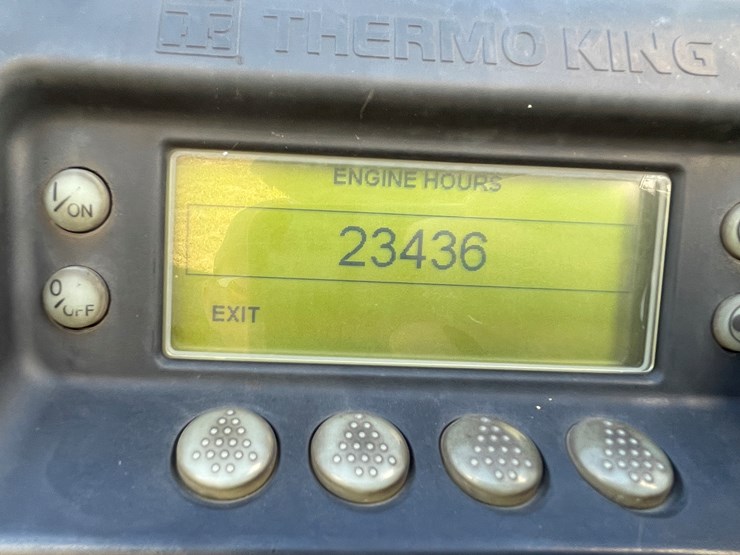 THERMO KING
ENGINE HOURS
I/ON
23436
0/OFF
EXIT